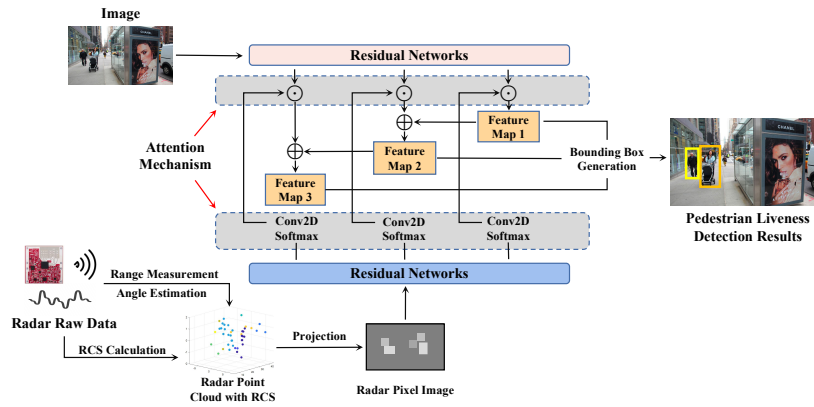 Image
Residual Networks
Attention
Mechanism
Feature
Map 1
Feature
Map 2
Feature
Map 3
Bounding Box
Generation
CHANEL
Pedestrian Liveness
Detection Results
Conv2D
Softmax
Conv2D
Softmax
Conv2D
Softmax
Residual Networks
Range Measurement
Angle Estimation
Radar Raw Data
RCS Calculation
Projection
Radar Point
Cloud with RCS
Radar Pixel Image